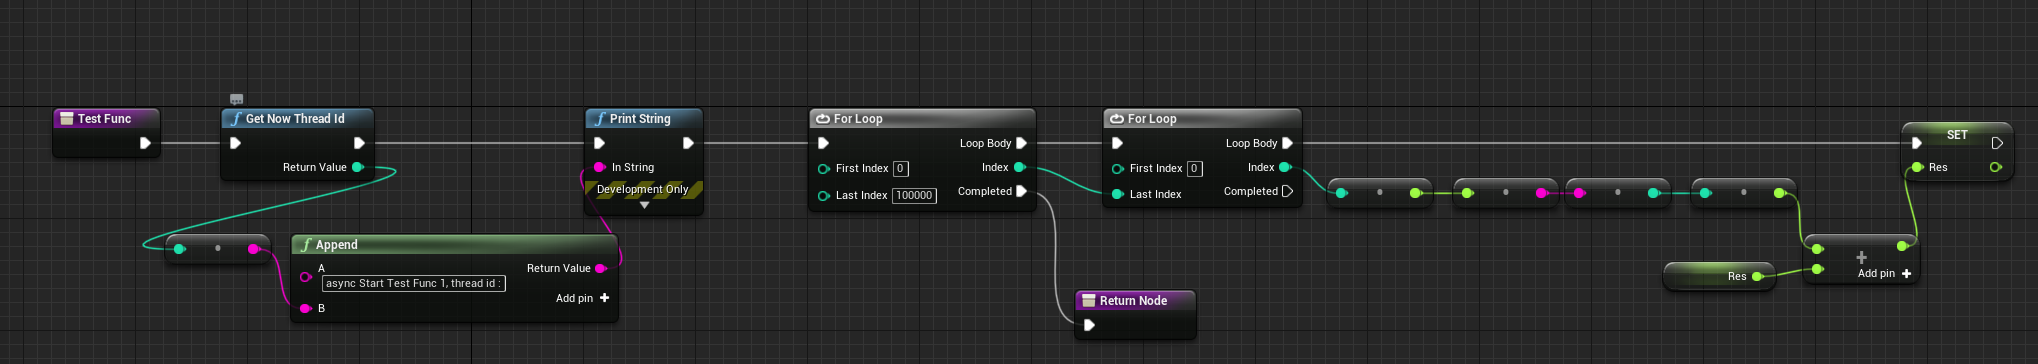 Test Func
f Get Now Thread Id
Return Value
f Print String
In String
Development Only
For Loop
Loop Body
First Index 0
Index
Last Index 100000
Completed
For Loop
Loop Body
First Index 0
Index
Last Index
Completed
SET
Res
f Append
A
async Start Test Func 1, thread id :
Return Value
Add pin +
B
Return Node
Res
+
Add pin +